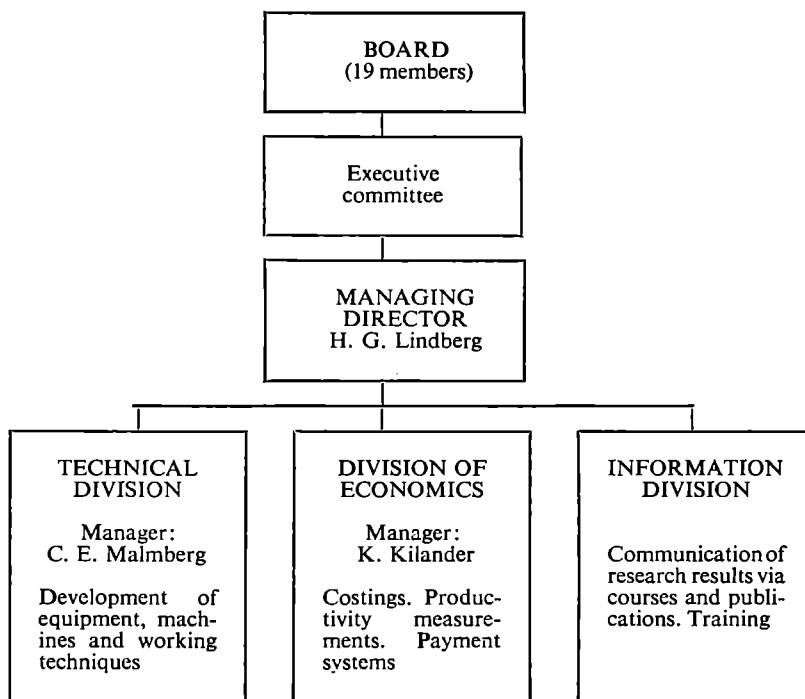 BOARD
(19 members)
Executive
committee
MANAGING
DIRECTOR
H. G. Lindberg
TECHNICAL
DIVISION
Manager:
C. E. Malmberg
Development of
equipment, mach-
ines and working
techniques
DIVISION OF
ECONOMICS
Manager:
K. Kilander
Costings. Produc-
tivity measure-
ments. Payment
systems
INFORMATION
DIVISION
Communication of
research results via
courses and publi-
cations. Training